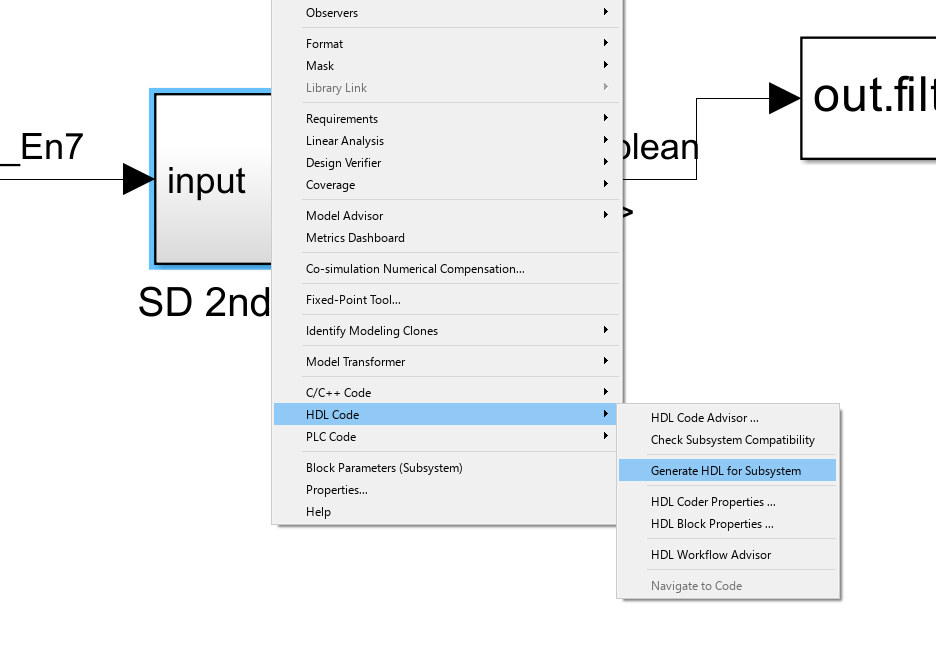 Observers
Format
Mask
Library Link
Requirements
Linear Analysis
Design Verifier
Coverage
Model Advisor
Metrics Dashboard
Co-simulation Numerical Compensation...
Fixed-Point Tool...
Identify Modeling Clones
Model Transformer
C/C++ Code
HDL Code
PLC Code
Block Parameters (Subsystem)
Properties...
Help
HDL Code Advisor ...
Check Subsystem Compatibility
Generate HDL for Subsystem
HDL Coder Properties ...
HDL Block Properties ...
HDL Workflow Advisor
Navigate to Code
_En7
input
SD 2nd
olean
>
out.filt